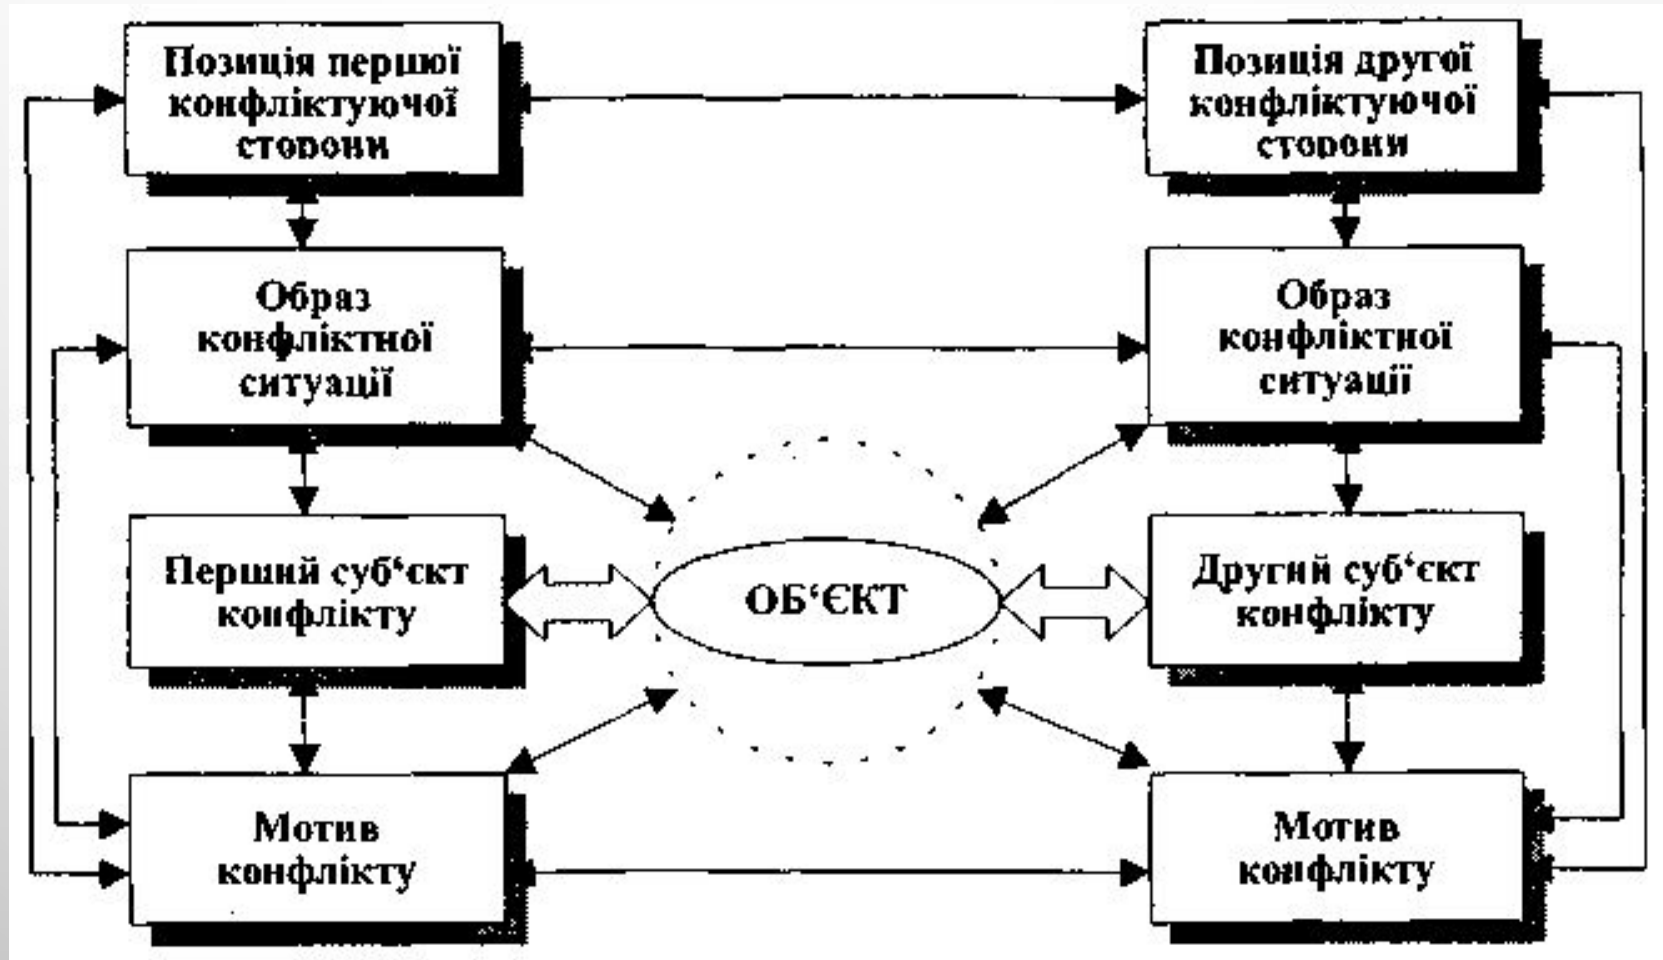 Позиція першої
конфліктуючої
сторони
Позиція другої
конфліктуючої
сторони
Образ
конфліктної
ситуації
Образ
конфліктної
ситуації
Перший суб‘єкт
конфлікту
ОБ‘ЄКТ
Другий суб‘єкт
конфлікту
Мотив
конфлікту
Мотив
конфлікту